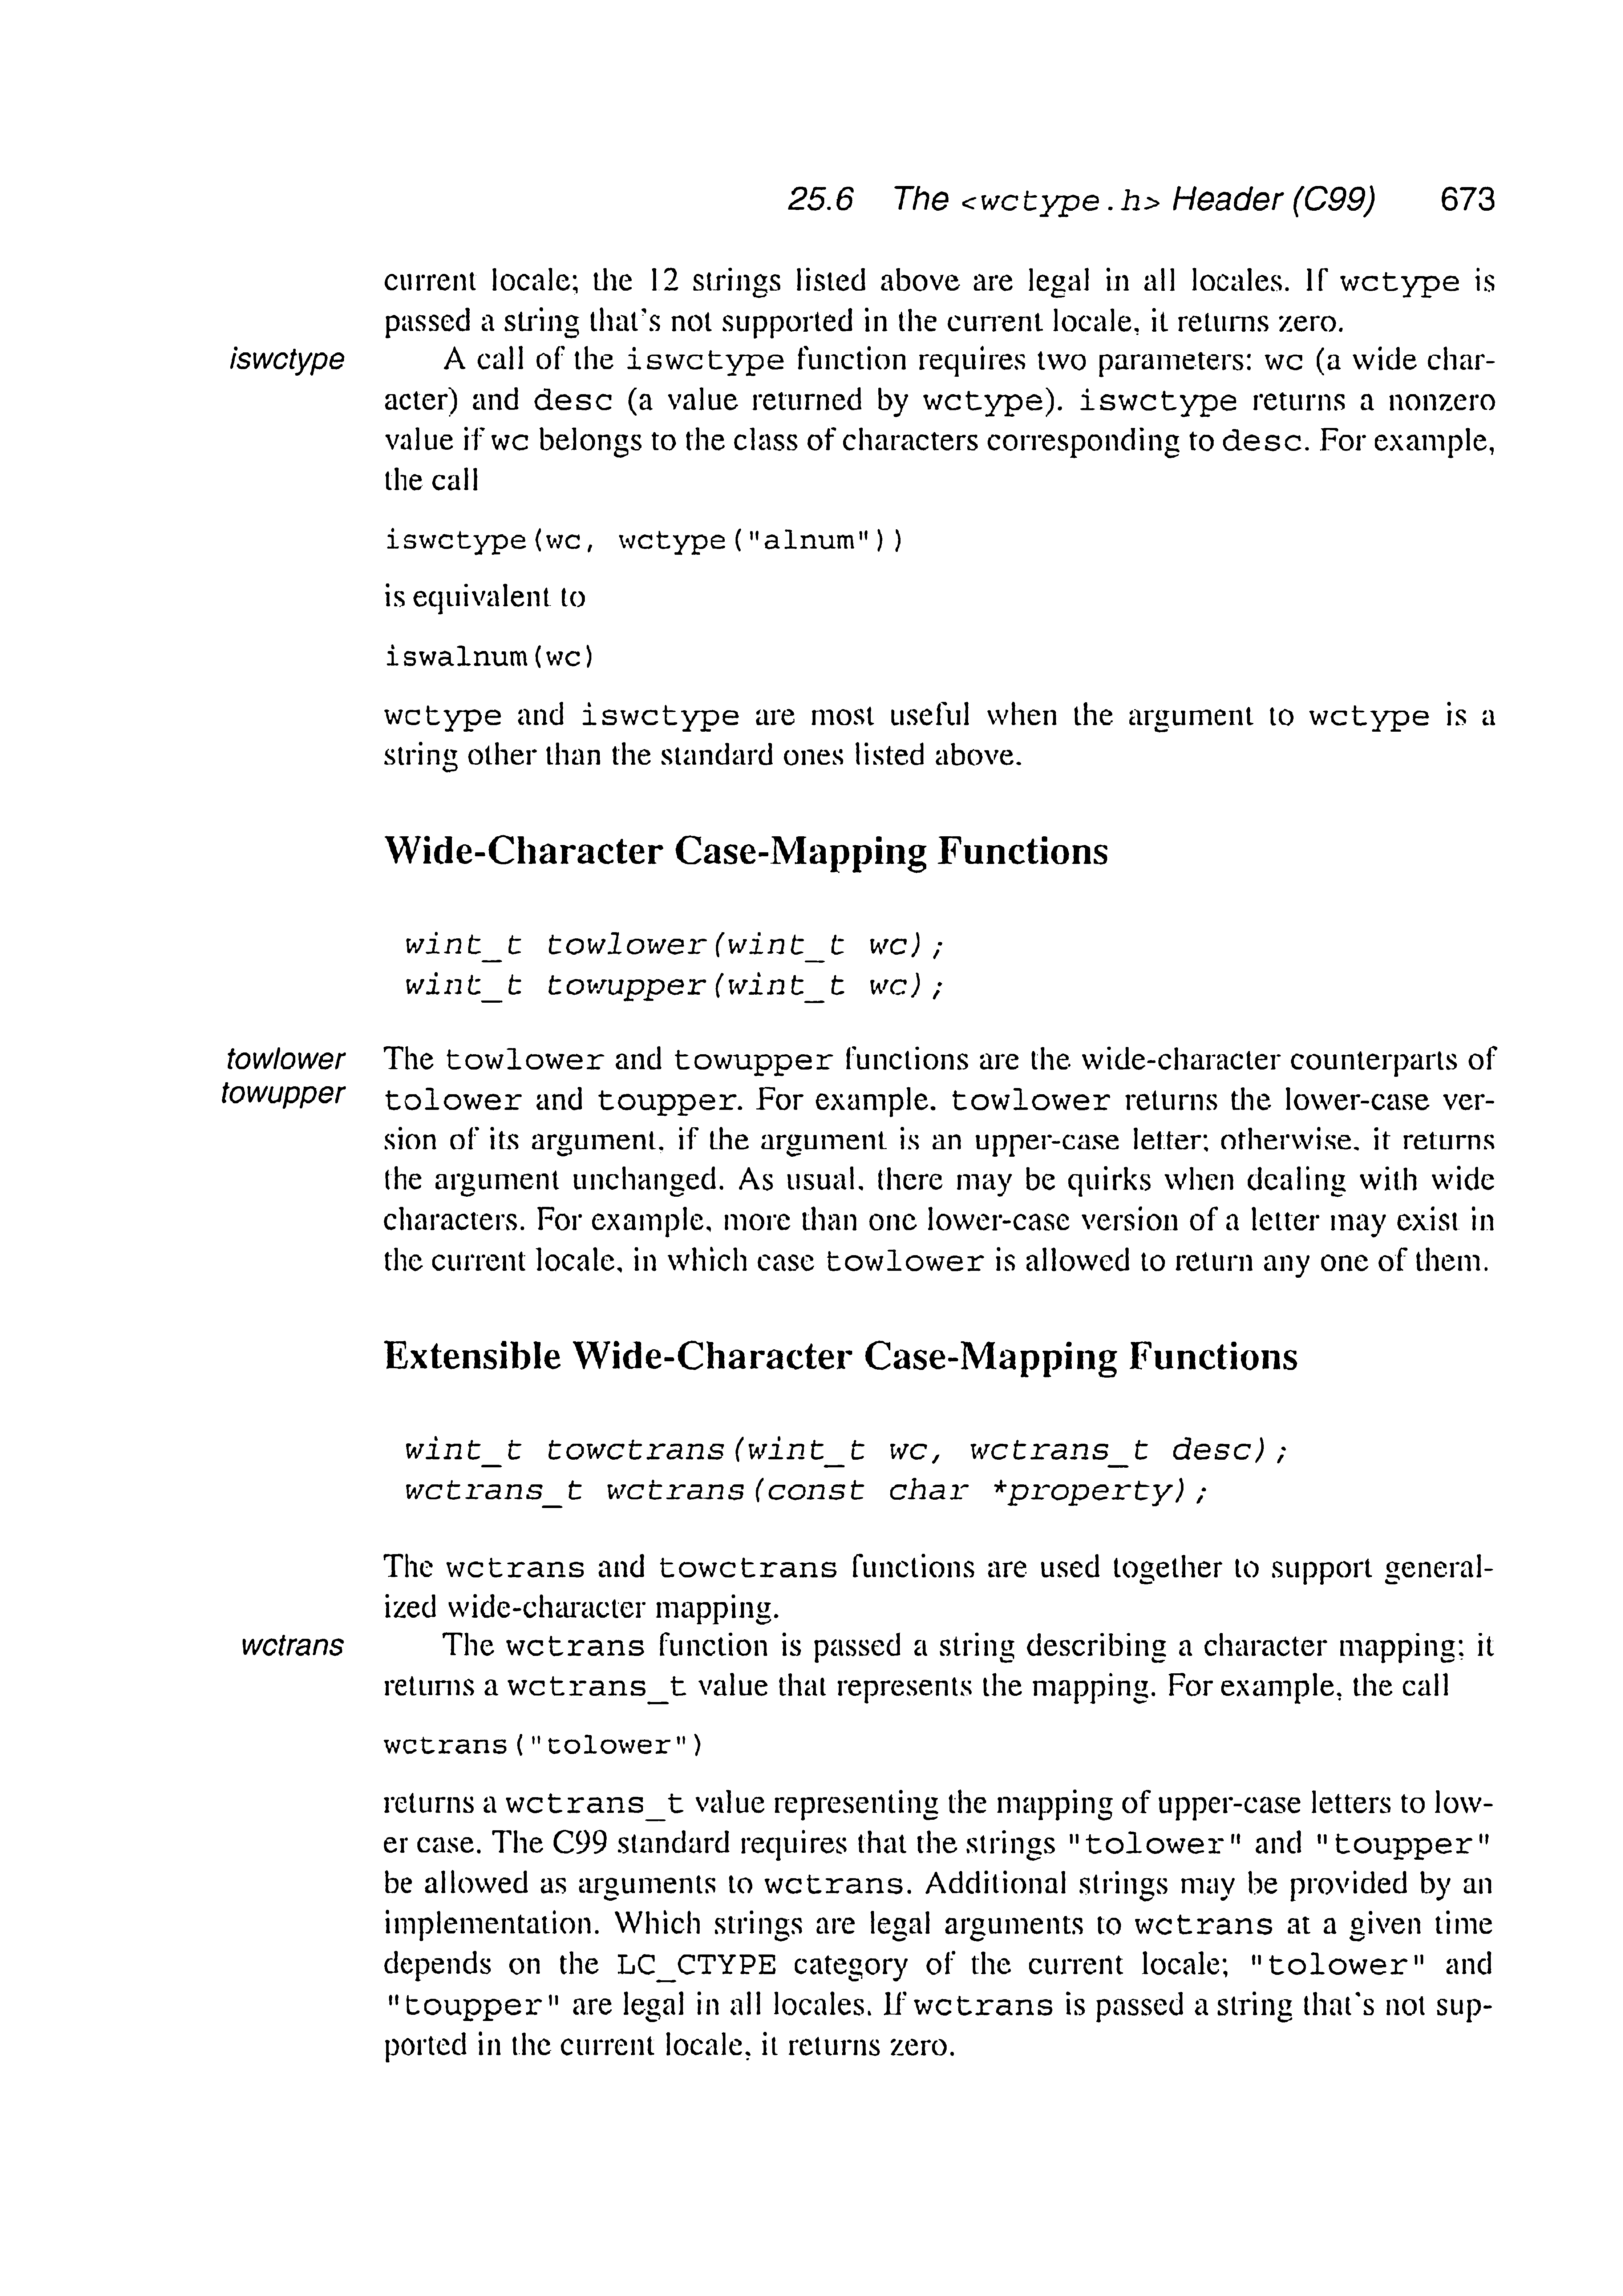 25.6 The <wctype.h> Header (C99) 673
current locale; the 12 strings listed above are legal in all locales. If wctype is
passed a string that's not supported in the current locale, it returns zero.
iswctype A call of the iswctype function requires two parameters: wc (a wide char-
acter) and desc (a value returned by wctype). iswctype returns a nonzero
value if wc belongs to the class of characters corresponding to desc. For example,
the call
iswctype(wc, wctype("alnum"))
is equivalent to
iswalnum(wc)
wctype and iswctype are most useful when the argument to wctype is a
string other than the standard ones listed above.
Wide-Character Case-Mapping Functions
wint_t towlower(wint_t wc);
wint_t towupper(wint_t wc);
towlower The towlower and towupper functions are the wide-character counterparts of
towupper tolower and toupper. For example, towlower returns the lower-case ver-
sion of its argument, if the argument is an upper-case letter; otherwise, it returns
the argument unchanged. As usual, there may be quirks when dealing with wide
characters. For example, more than one lower-case version of a letter may exist in
the current locale, in which case towlower is allowed to return any one of them.
Extensible Wide-Character Case-Mapping Functions
wint_t towctrans(wint_t wc, wctrans_t desc);
wctrans_t wctrans(const char *property);
The wctrans and towctrans functions are used together to support general-
ized wide-character mapping.
wctrans The wctrans function is passed a string describing a character mapping; it
returns a wctrans_t value that represents the mapping. For example, the call
wctrans("tolower")
returns a wctrans_t value representing the mapping of upper-case letters to low-
er case. The C99 standard requires that the strings "tolower" and "toupper"
be allowed as arguments to wctrans. Additional strings may be provided by an
implementation. Which strings are legal arguments to wctrans at a given time
depends on the LC_CTYPE category of the current locale; "tolower" and
"toupper" are legal in all locales. If wctrans is passed a string that's not sup-
ported in the current locale, it returns zero.